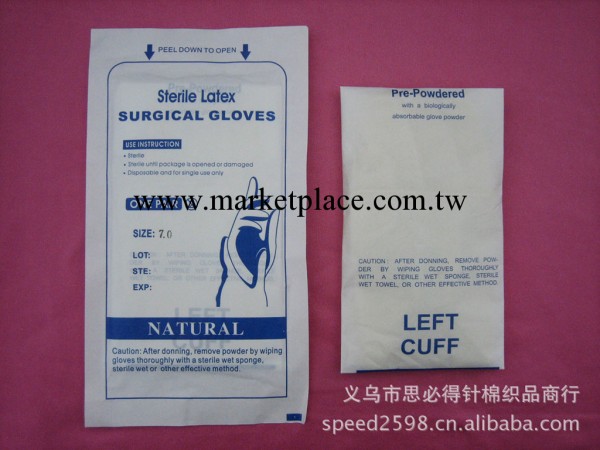 PEEL DOWN TO OPEN
Sterile Latex
SURGICAL GLOVES
USE INSTRUCTION
• Sterile
• Sterile until package is opened or damaged
• Disposable and for single use only
SIZE: 7.0
LOT:
STE:
EXP:
NATURAL
Caution: After donning, remove powder by wiping
gloves thoroughly with a sterile wet sponge,
sterile wet or other effective method.
Pre-Powdered
with a biologically
absorbable glove powder
CAUTION : AFTER DONNING, REMOVE POW-
DER BY WIPING GLOVES THOROUGHLY
WITH A STERILE WET SPONGE, STERILE
WET TOWEL, OR OTHER EFFECTIVE METHOD.
LEFT
CUFF
www.marketplace.com.tw
义乌市思必得针棉织品商行
speed2598.cn.alibaba.com